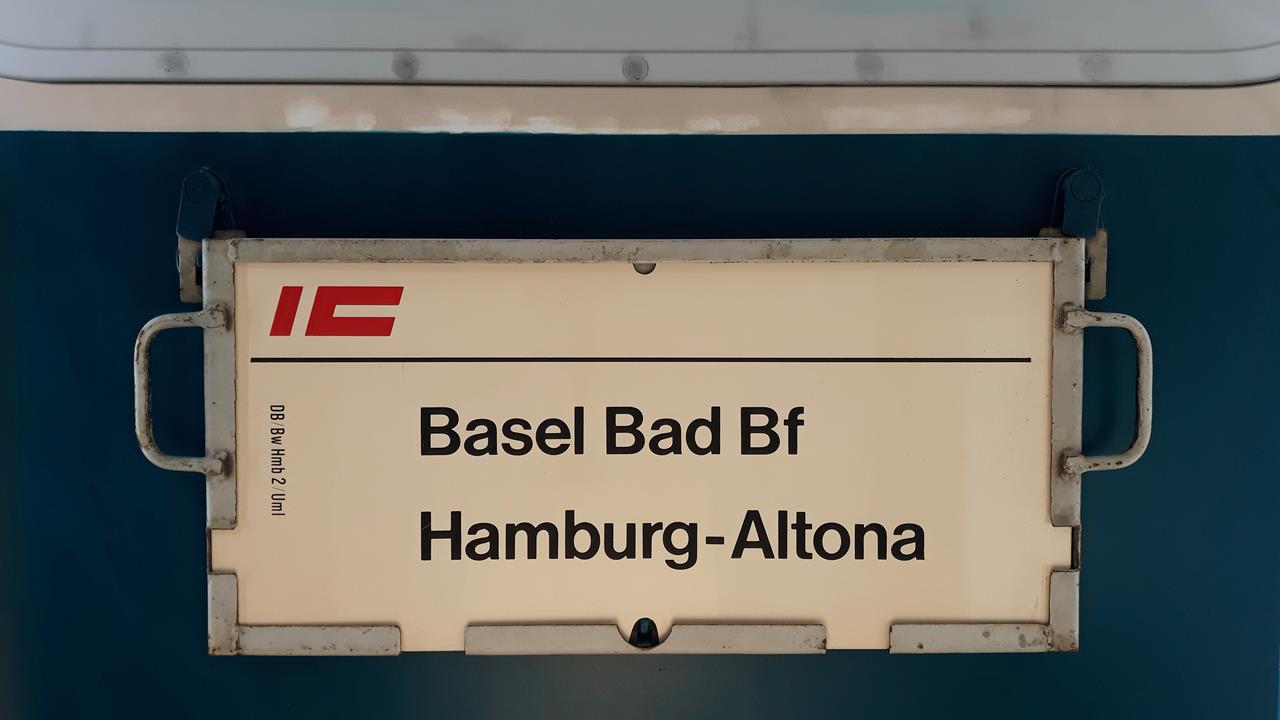 IC
Basel Bad Bf
Hamburg-Altona
DB/Bw Hmb 2/Uml